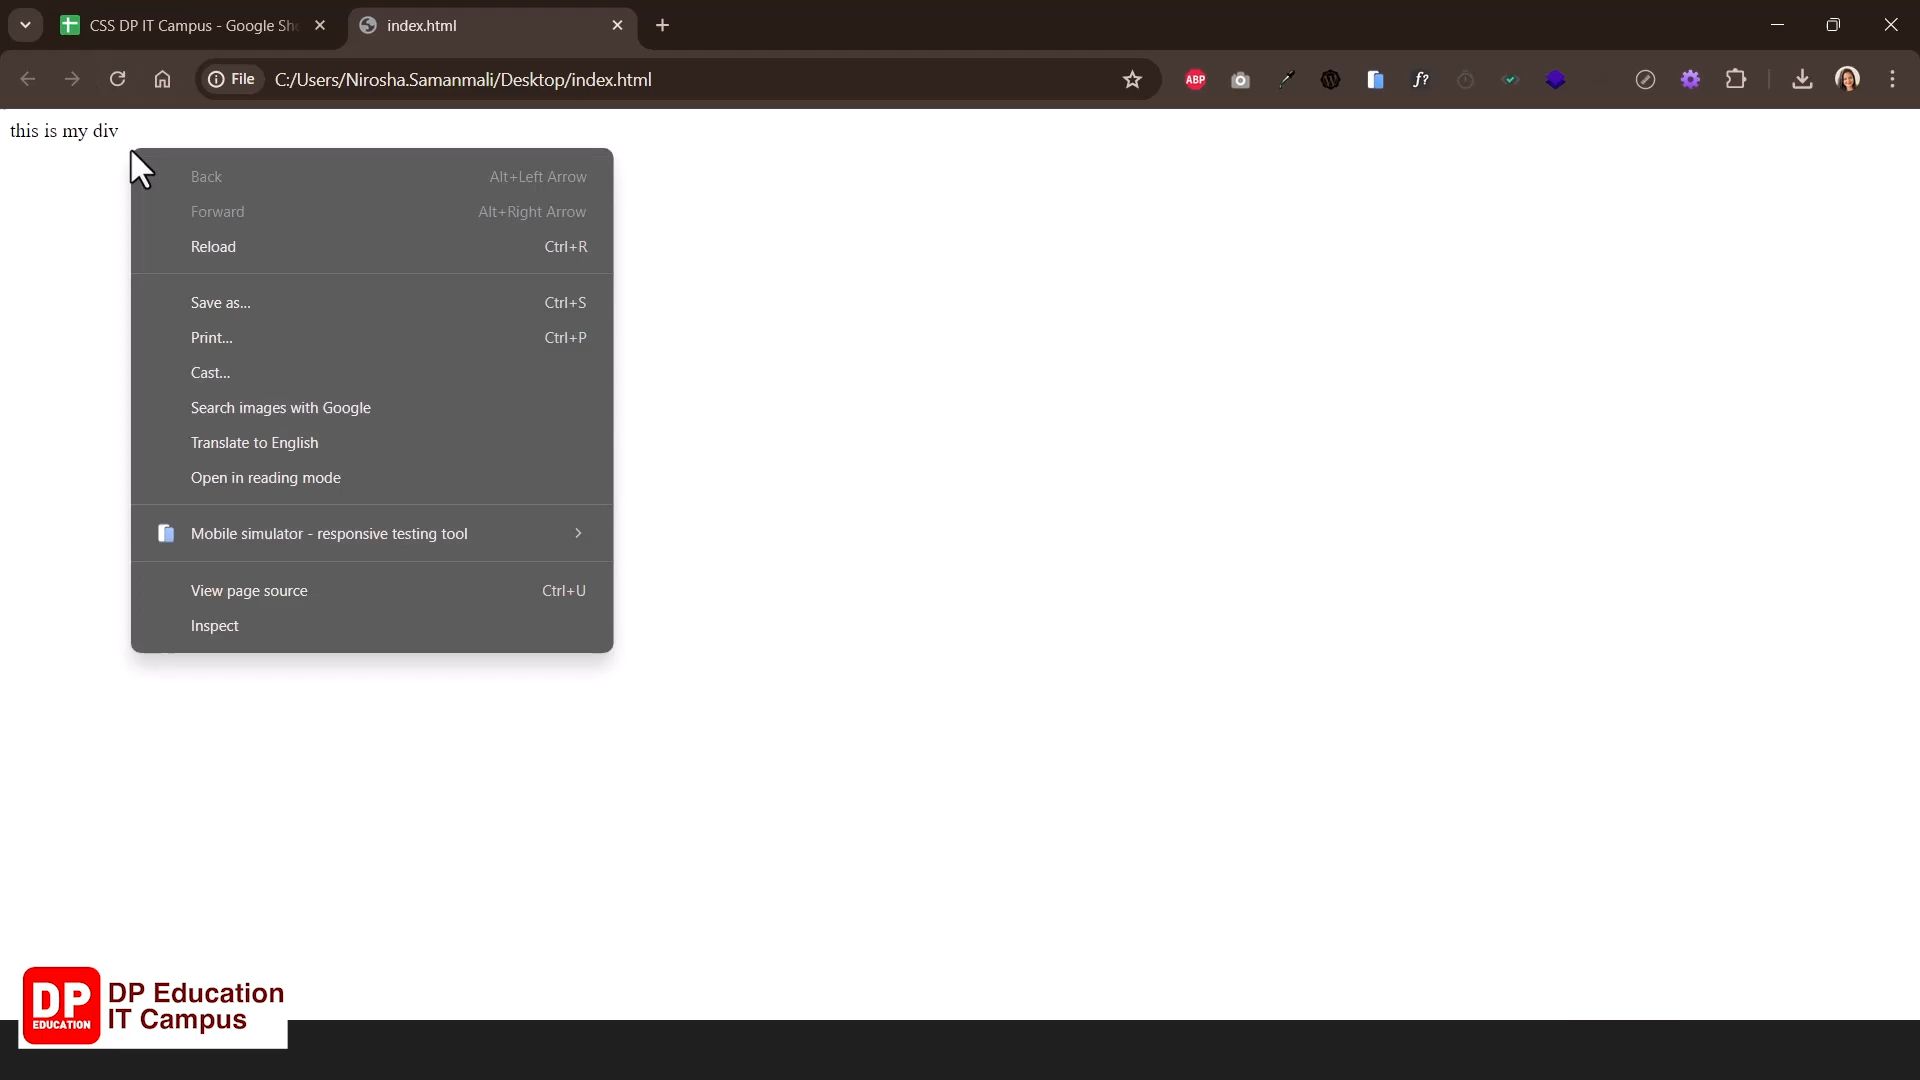 CSS DP IT Campus - Google She
index.html
File
C:/Users/Nirosha.Samanmali/Desktop/index.html
ABP
f?
this is my div
Back Alt+Left Arrow
Forward Alt+Right Arrow
Reload Ctrl+R
Save as... Ctrl+S
Print... Ctrl+P
Cast...
Search images with Google
Translate to English
Open in reading mode
Mobile simulator - responsive testing tool
View page source Ctrl+U
Inspect
DP
EDUCATION
DP Education
IT Campus